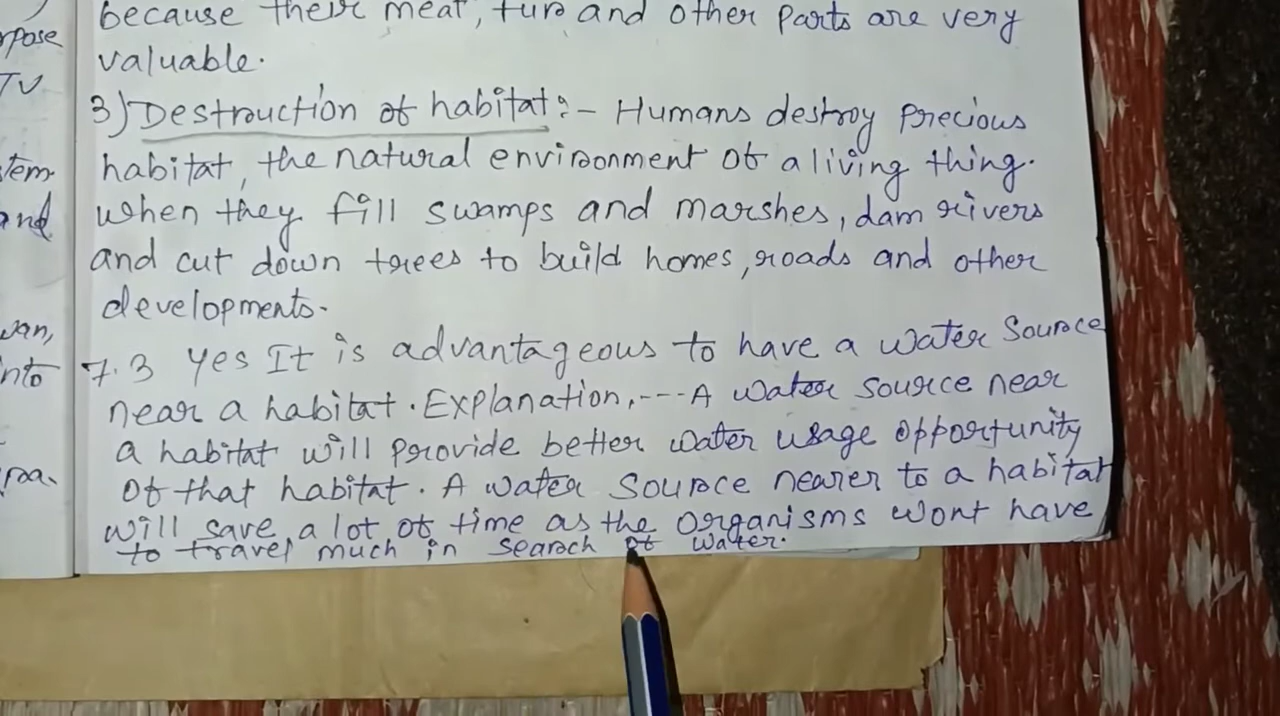 because their meat, fur and other parts are very
valuable.
3) Destruction of habitat :- Humans destroy precious
habitat, the natural environment of a living thing.
when they fill swamps and marshes, dam rivers
and cut down trees to build homes, roads and other
developments.
7.3 Yes It is advantageous to have a water source
near a habitat. Explanation, --- A water source near
a habitat will provide better water usage opportunity
of that habitat. A water source nearer to a habitat
will save a lot of time as the organisms wont have
to travel much in search of water.
TV
and